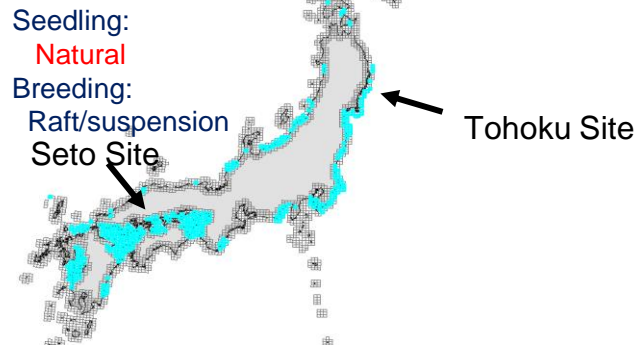 Seedling:
Natural
Breeding:
Raft/suspension
Seto Site
Tohoku Site